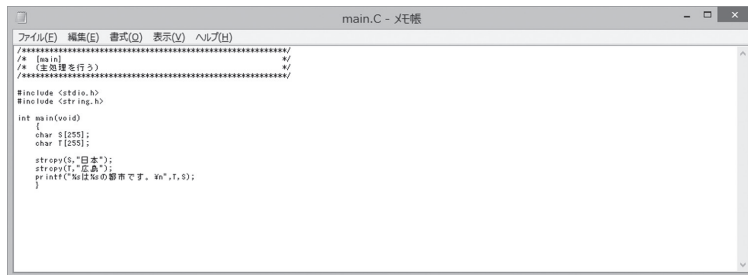 main.C - メモ帳
ファイル(F) 編集(E) 書式(O) 表示(V) ヘルプ(H)
/************************************************************/
/* [main] */
/* (主処理を行う) */
/************************************************************/
#include <stdio.h>
#include <string.h>
int main(void)
{
char S[255];
char T[255];
strcpy(S,"日本");
strcpy(T,"広島");
printf("%sは%sの都市です。¥n",T,S);
}